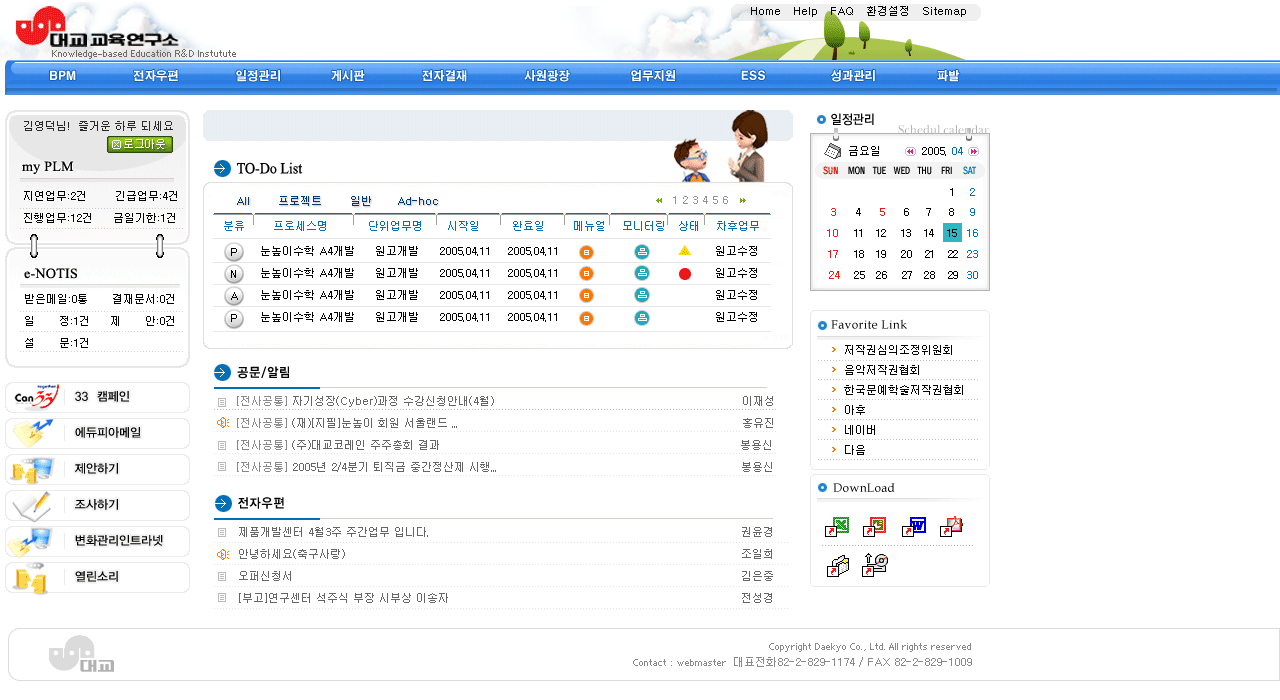 Home Help FAQ 환경설정 Sitemap
대교 교육연구소
Knowledge-based Education R&D Instutute
BPM 전자우편 일정관리 게시판 전자결재 사원광장 업무지원 ESS 성과관리 파발
김영덕님! 즐거운 하루 되세요
로그아웃
my PLM
지연업무:2건 긴급업무:4건
진행업무:12건 금일기한:1건
e-NOTIS
받은메일:0통 결재문서:0건
일 정:1건 제 안:0건
설 문:1건
Can 33 33 캠페인
에듀피아메일
제안하기
조사하기
변화관리인트라넷
열린소리
TO-Do List
All 프로젝트 일반 Ad-hoc
1 2 3 4 5 6
분류 프로세스명 단위업무명 시작일 완료일 메뉴얼 모니터링 상태 차후업무
P 눈높이수학 A4개발 원고개발 2005.04.11 2005.04.11 원고수정
N 눈높이수학 A4개발 원고개발 2005.04.11 2005.04.11 원고수정
A 눈높이수학 A4개발 원고개발 2005.04.11 2005.04.11 원고수정
P 눈높이수학 A4개발 원고개발 2005.04.11 2005.04.11 원고수정
공문/알림
[전사공통] 자기성장(Cyber)과정 수강신청안내(4월) 이재성
[전사공통] (재)[지필]눈높이 회원 서울랜드 ... 홍유진
[전사공통] (주)대교코레인 주주총회 결과 봉용신
[전사공통] 2005년 2/4분기 퇴직금 중간정산제 시행... 봉용신
전자우편
제품개발센터 4월3주 주간업무 입니다. 권윤경
안녕하세요(축구사랑) 조일희
오퍼신청서 김은중
[부고]연구센터 석주식 부장 시부상 이송자 전성경
일정관리
Schedul calendar
금요일 2005. 04
SUN MON TUE WED THU FRI SAT
1 2
3 4 5 6 7 8 9
10 11 12 13 14 15 16
17 18 19 20 21 22 23
24 25 26 27 28 29 30
Favorite Link
저작권심의조정위원회
음악저작권협회
한국문예학술저작권협회
야후
네이버
다음
DownLoad
대교
Copyright Daekyo Co., Ltd. All rights reserved
Contact : webmaster 대표전화82-2-829-1174 / FAX 82-2-829-1009